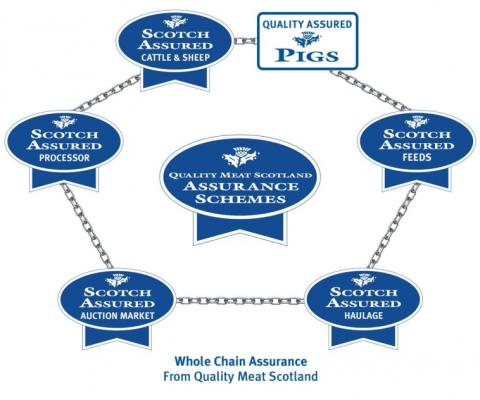 SCOTCH
ASSURED
CATTLE & SHEEP
QUALITY ASSURED
PIGS
SCOTCH
ASSURED
PROCESSOR
SCOTCH
ASSURED
FEEDS
QUALITY MEAT SCOTLAND
ASSURANCE
SCHEMES
SCOTCH
ASSURED
AUCTION MARKET
SCOTCH
ASSURED
HAULAGE
Whole Chain Assurance
From Quality Meat Scotland